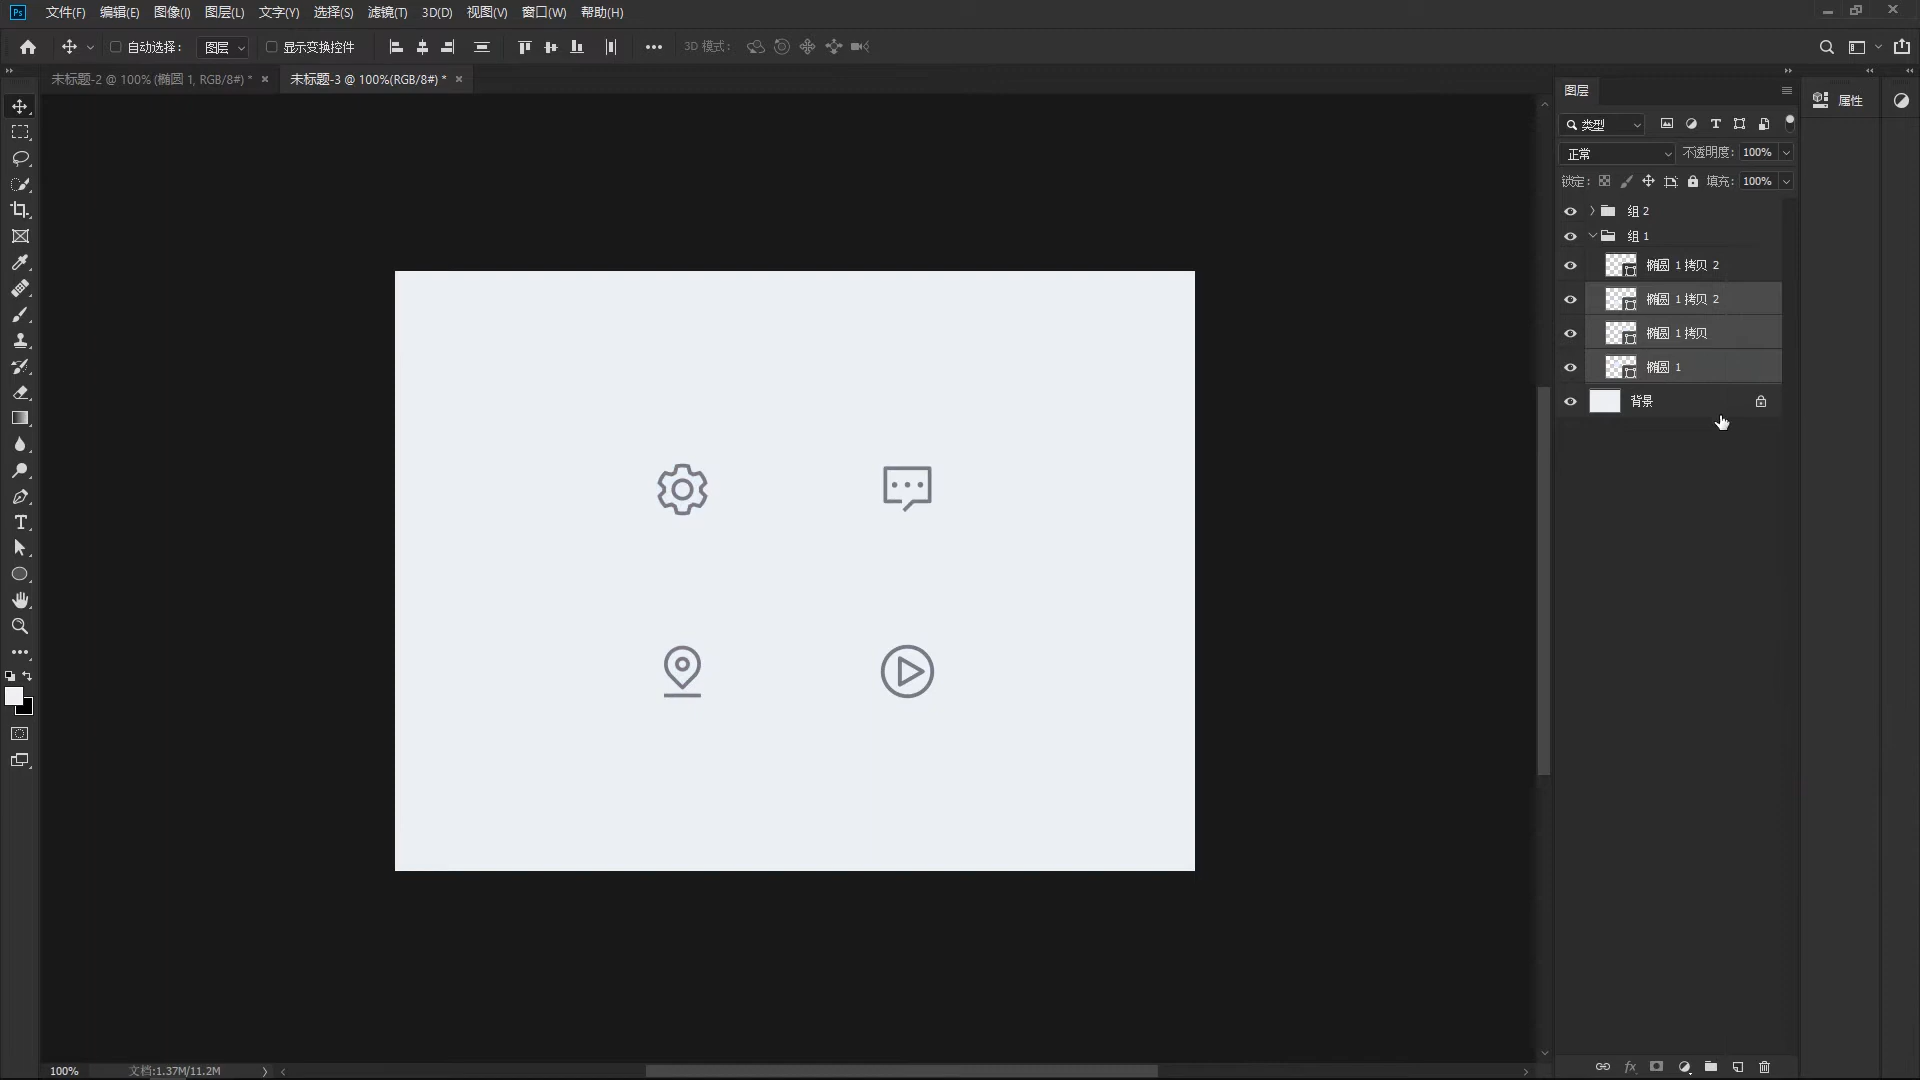 Ps 文件(F) 编辑(E) 图像(I) 图层(L) 文字(Y) 选择(S) 滤镜(T) 3D(D) 视图(V) 窗口(W) 帮助(H)
自动选择: 图层 显示变换控件 3D 模式:
未标题-2 @ 100% (椭圆 1, RGB/8#) * × 未标题-3 @ 100%(RGB/8#) * ×
图层
属性
类型
正常 不透明度: 100%
锁定: 填充: 100%
组 2
组 1
椭圆 1 拷贝 2
椭圆 1 拷贝 2
椭圆 1 拷贝
椭圆 1
背景
100% 文档:1.37M/11.2M